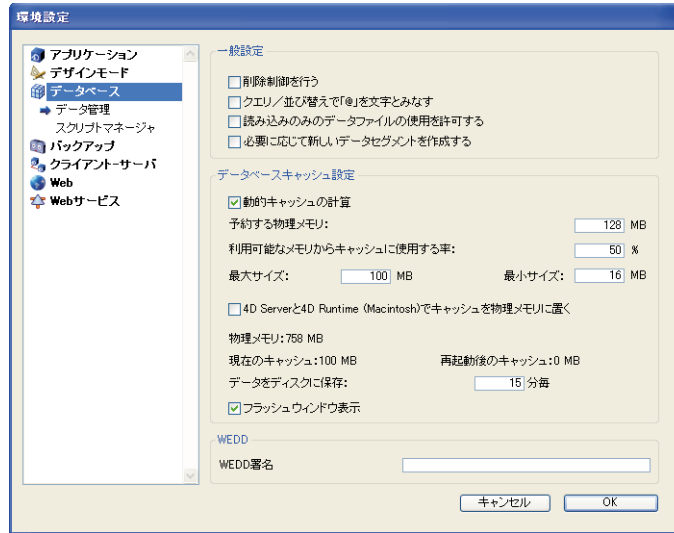 環境設定
アプリケーション
デザインモード
データベース
データ管理
スクリプトマネージャ
バックアップ
クライアント-サーバ
Web
Webサービス
一般設定
削除制御を行う
クエリ／並び替えで「@」を文字とみなす
読み込みのみのデータファイルの使用を許可する
必要に応じて新しいデータセグメントを作成する
データベースキャッシュ設定
動的キャッシュの計算
予約する物理メモリ: 128 MB
利用可能なメモリからキャッシュに使用する率: 50 %
最大サイズ: 100 MB 最小サイズ: 16 MB
4D Serverと4D Runtime (Macintosh)でキャッシュを物理メモリに置く
物理メモリ:758 MB
現在のキャッシュ:100 MB 再起動後のキャッシュ:0 MB
データをディスクに保存: 15 分毎
フラッシュウィンドウ表示
WEDD
WEDD署名
キャンセル OK